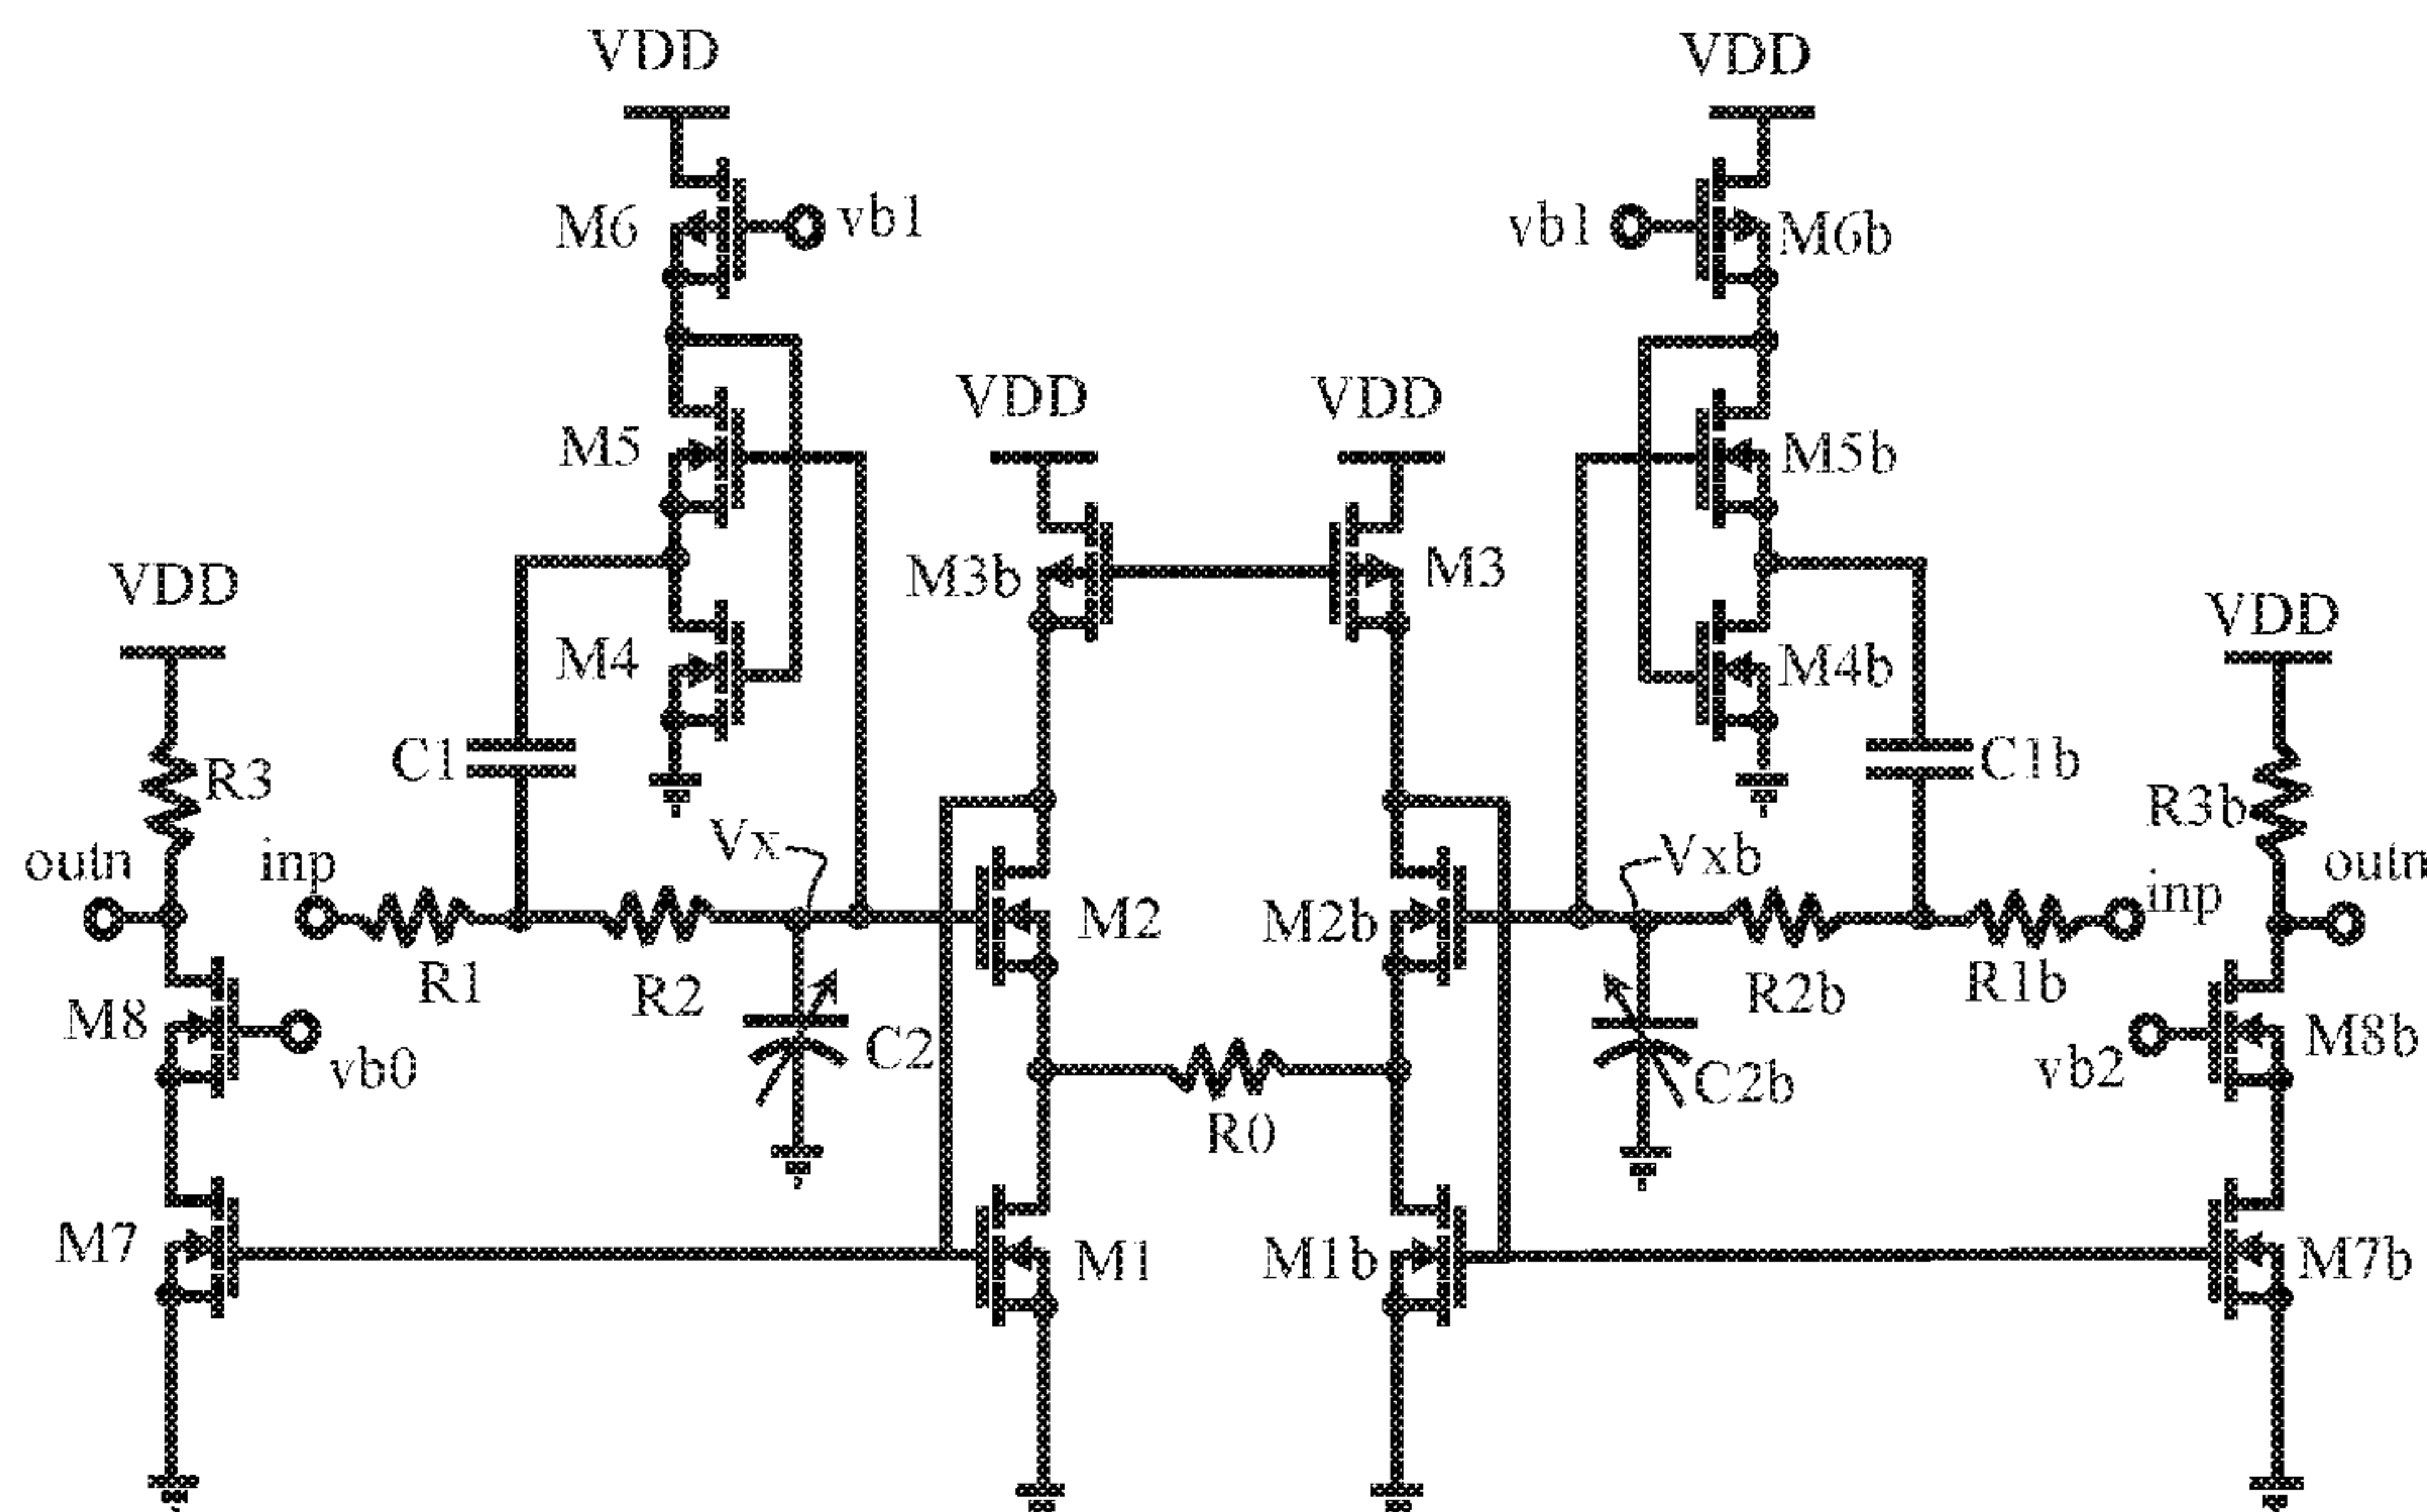 VDD
VDD
M6
vb1
vb1
M6b
VDD
VDD
M5
M5b
M3b
M3
VDD
VDD
M4
M4b
C1
C1b
R3
R3b
outn
inp
Vx
Vxb
inp
outn
R1
R2
M2
M2b
R2b
R1b
M8
vb0
C2
R0
C2b
vb2
M8b
M7
M1
M1b
M7b